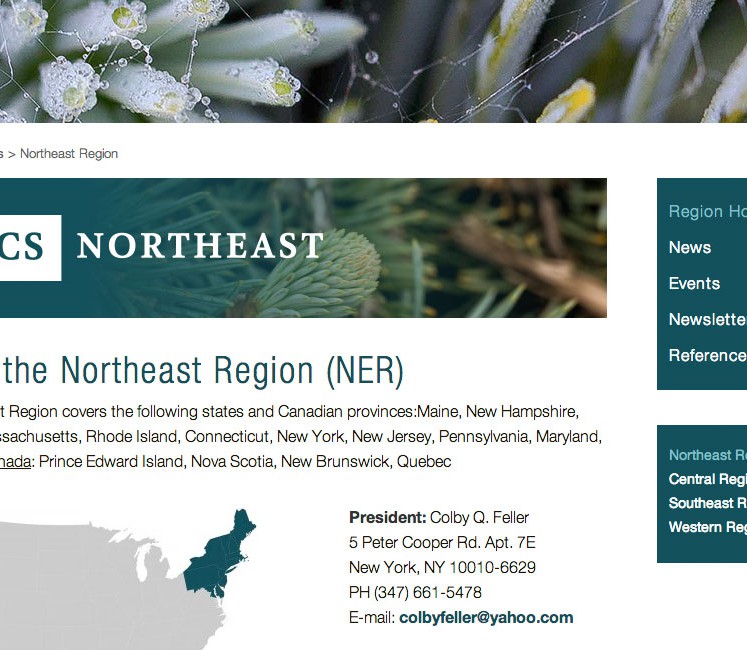 s > Northeast Region
CS NORTHEAST
the Northeast Region (NER)
t Region covers the following states and Canadian provinces:Maine, New Hampshire,
ssachusetts, Rhode Island, Connecticut, New York, New Jersey, Pennsylvania, Maryland,
nada: Prince Edward Island, Nova Scotia, New Brunswick, Quebec
President: Colby Q. Feller
5 Peter Cooper Rd. Apt. 7E
New York, NY 10010-6629
PH (347) 661-5478
E-mail: colbyfeller@yahoo.com
Region Ho
News
Events
Newslette
Reference
Northeast Re
Central Regi
Southeast R
Western Reg